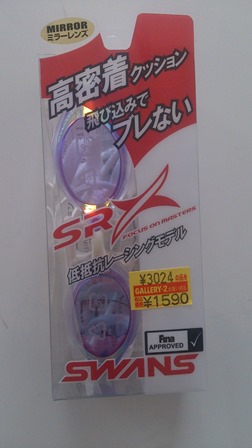 MIRROR
ミラーレンズ
高密着クッション
飛び込みで
ブレない
SR
FOCUS ON MASTERS
低抵抗レーシングモデル
¥3024
GALLERY・2
¥1590
Fina
APPROVED
SWANS